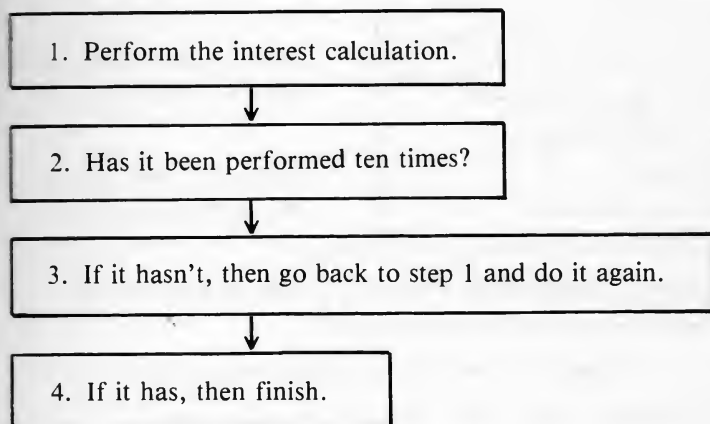 1. Perform the interest calculation.
2. Has it been performed ten times?
3. If it hasn't, then go back to step 1 and do it again.
4. If it has, then finish.